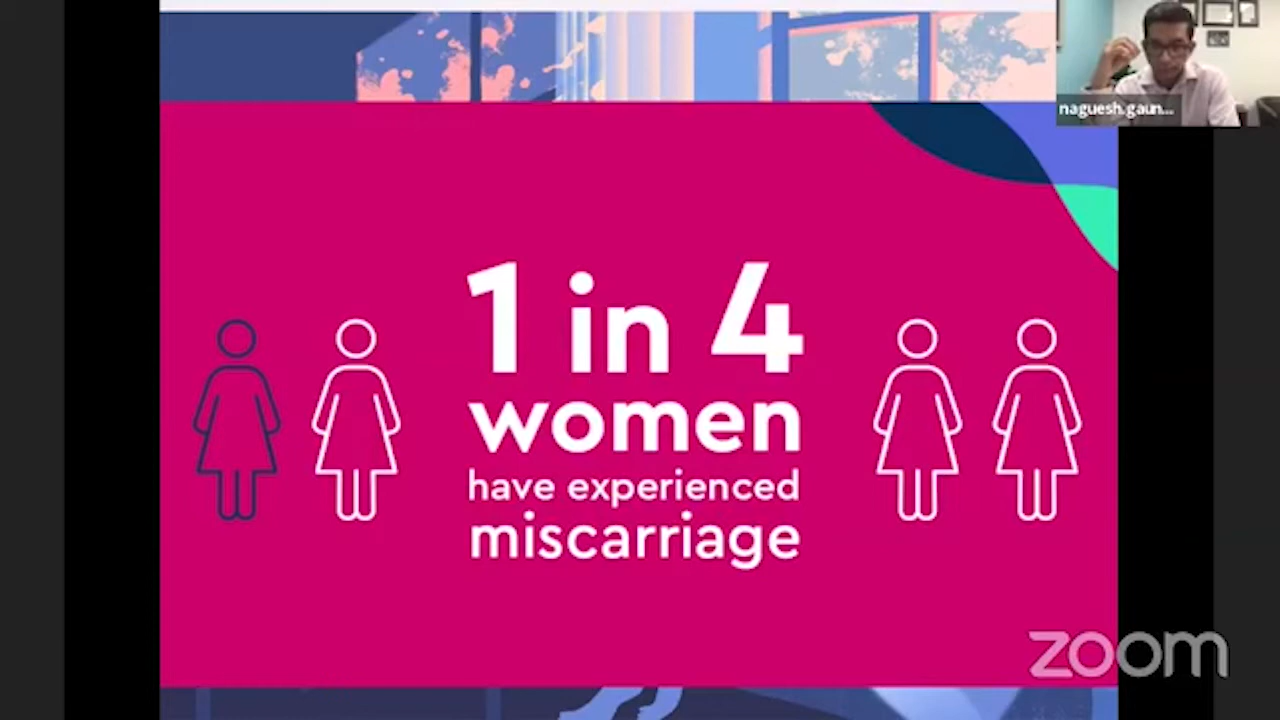 naguesh.gaun...
1 in 4
women
have experienced
miscarriage
zoom